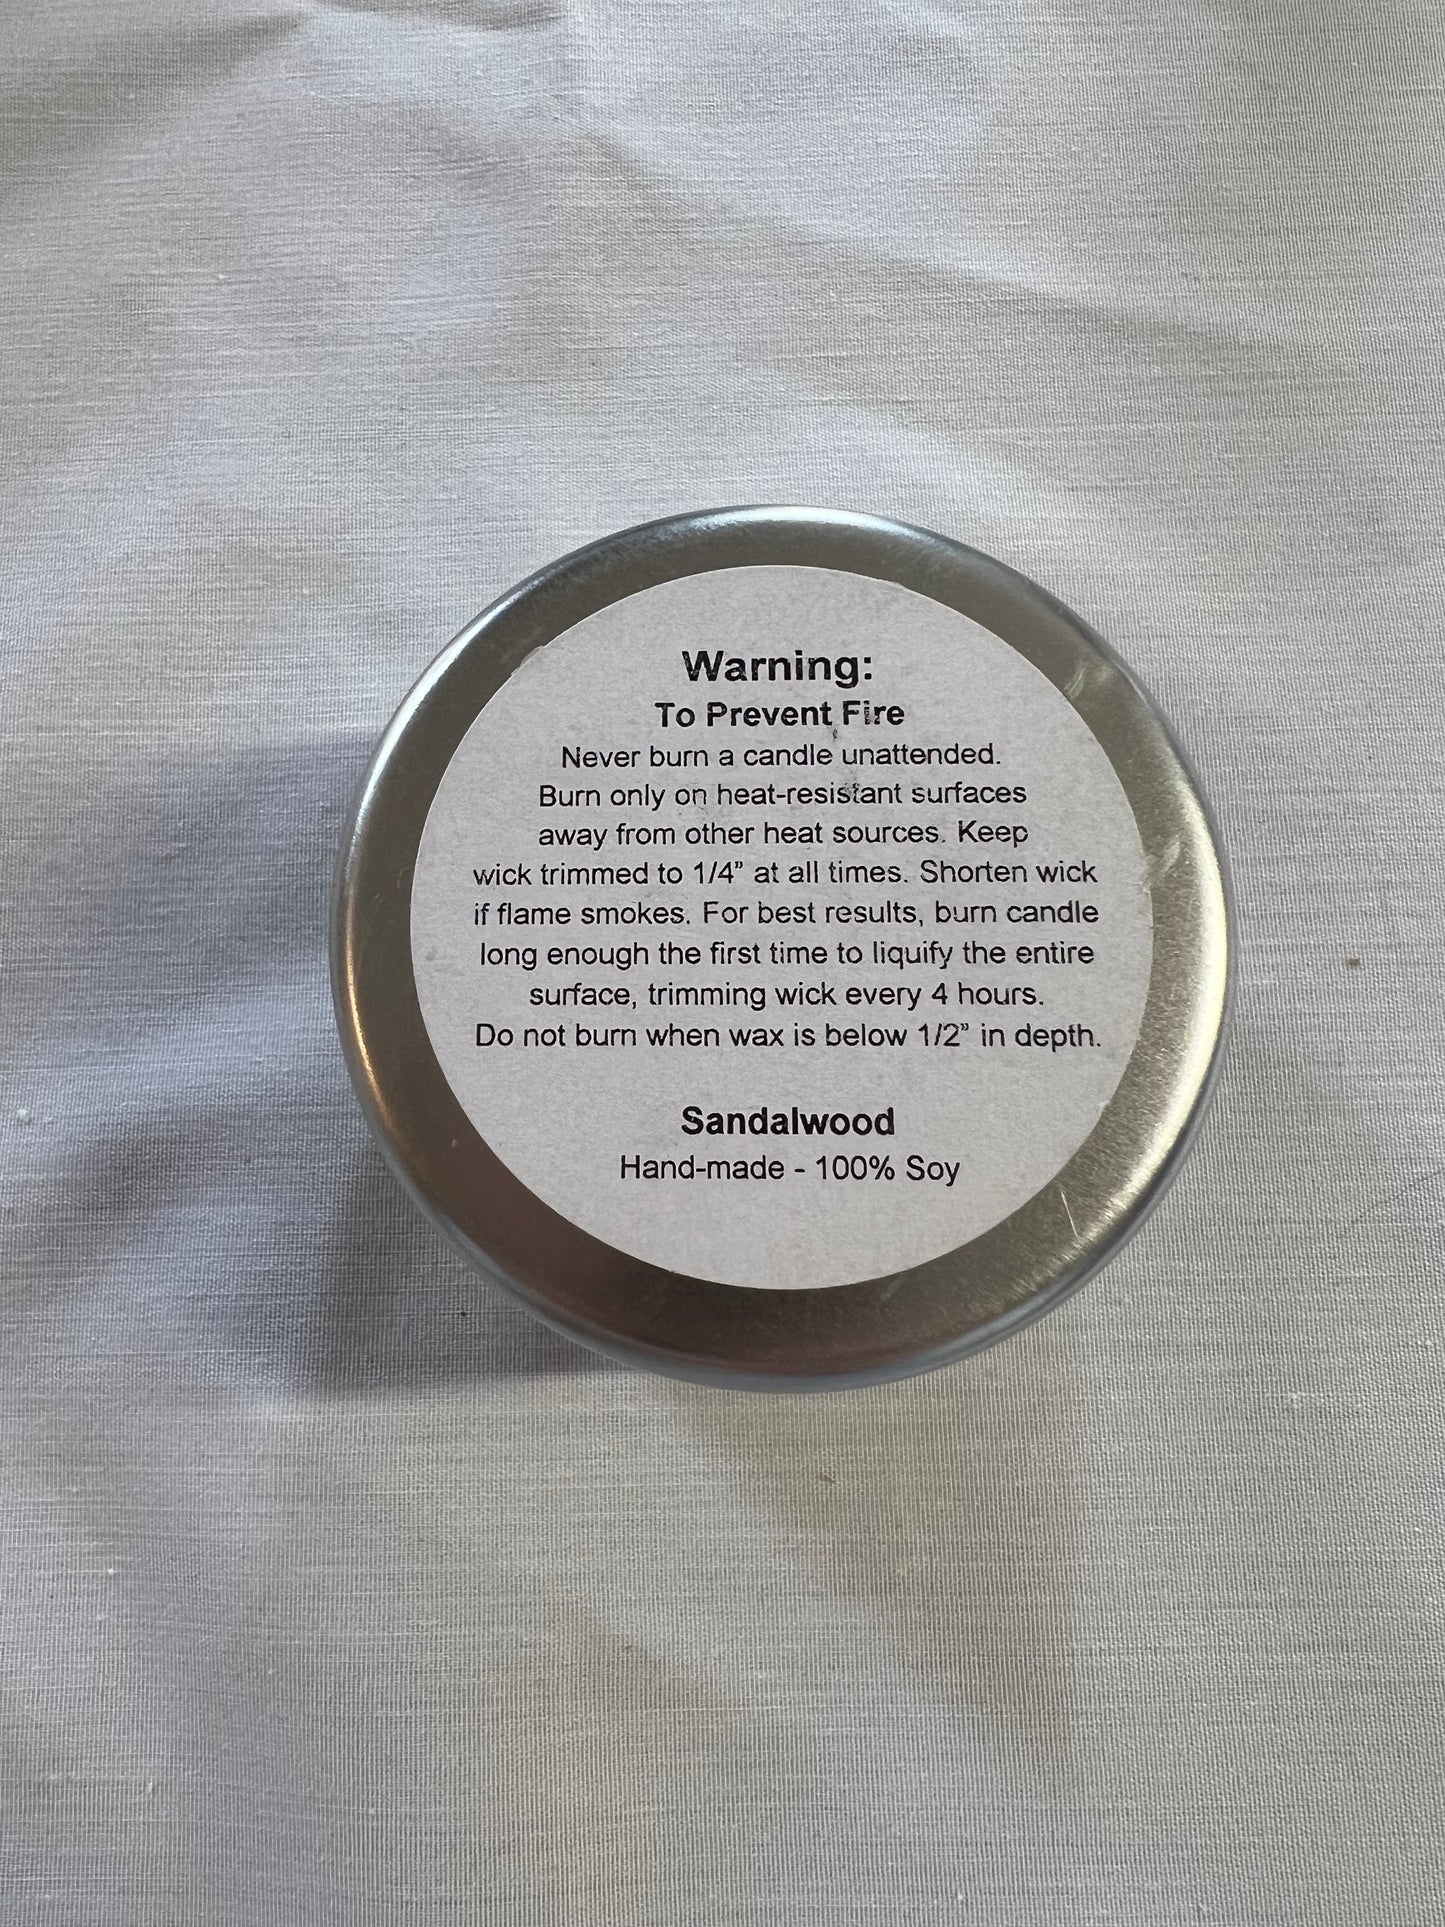 Warning:
To Prevent Fire
Never burn a candle unattended.
Burn only on heat-resistant surfaces
away from other heat sources. Keep
wick trimmed to 1/4” at all times. Shorten wick
if flame smokes. For best results, burn candle
long enough the first time to liquify the entire
surface, trimming wick every 4 hours.
Do not burn when wax is below 1/2” in depth.
Sandalwood
Hand-made - 100% Soy